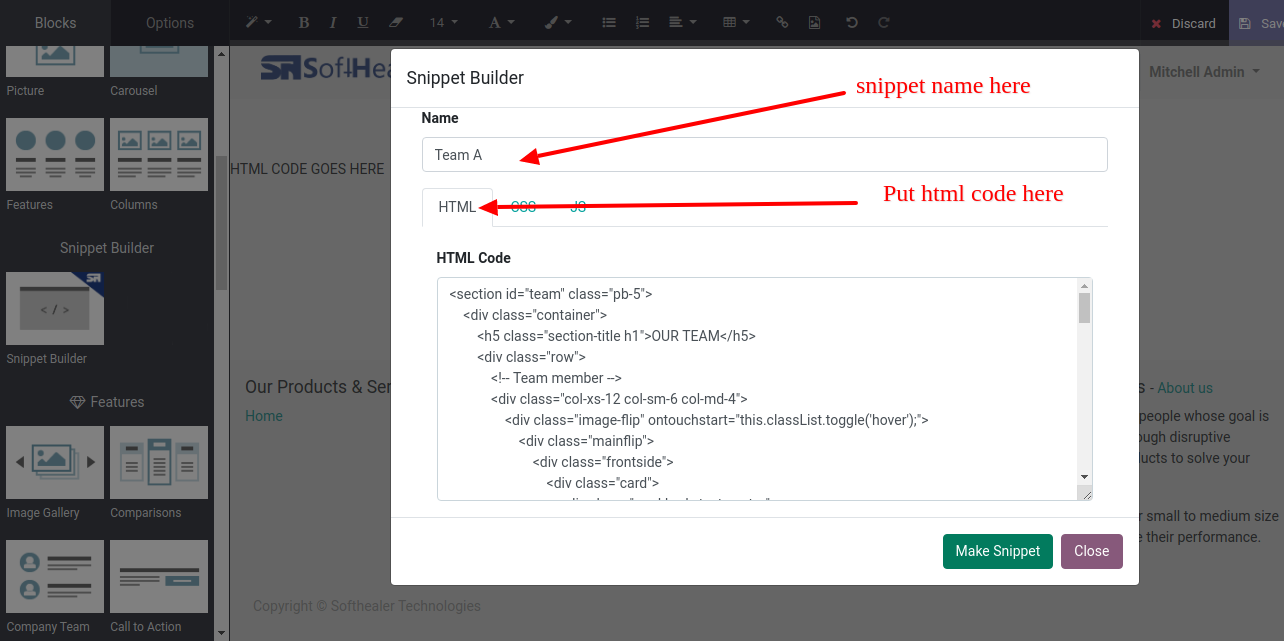 Blocks
Options
B I U 14 A
Discard
Save
Picture
Carousel
Features
Columns
Snippet Builder
SR
</>
Snippet Builder
Features
Image Gallery
Comparisons
Company Team
Call to Action
SoftHea
Mitchell Admin
HTML CODE GOES HERE
Our Products & Ser
Home
s - About us
people whose goal is
ough disruptive
ucts to solve your
r small to medium size
e their performance.
Copyright © Softhealer Technologies
Snippet Builder
snippet name here
Name
Team A
Put html code here
HTML
CSS
JS
HTML Code
<section id="team" class="pb-5">
<div class="container">
<h5 class="section-title h1">OUR TEAM</h5>
<div class="row">
<!-- Team member -->
<div class="col-xs-12 col-sm-6 col-md-4">
<div class="image-flip" ontouchstart="this.classList.toggle('hover');">
<div class="mainflip">
<div class="frontside">
<div class="card">
Make Snippet
Close